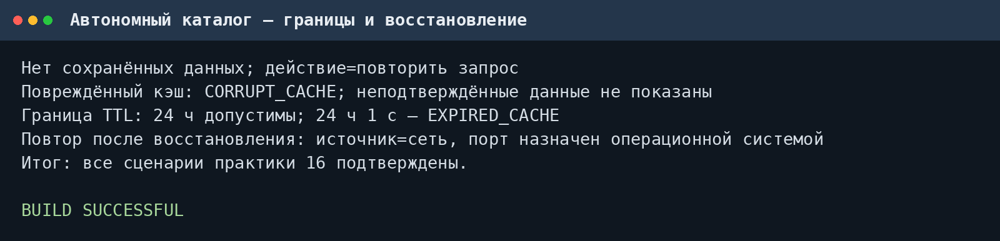 Автономный каталог — границы и восстановление
Нет сохранённых данных; действие=повторить запрос
Повреждённый кэш: CORRUPT_CACHE; неподтверждённые данные не показаны
Граница TTL: 24 ч допустимы; 24 ч 1 с — EXPIRED_CACHE
Повтор после восстановления: источник=сеть, порт назначен операционной системой
Итог: все сценарии практики 16 подтверждены.
BUILD SUCCESSFUL